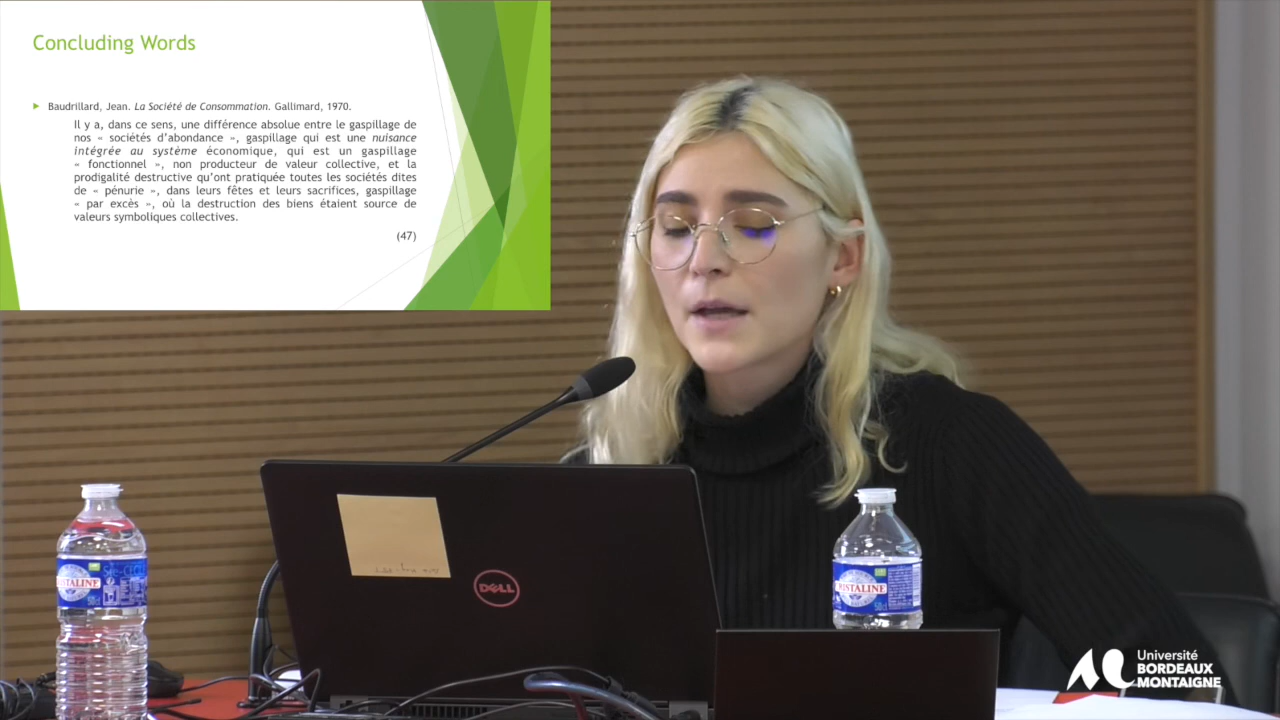 Concluding Words
Baudrillard, Jean. La Société de Consommation. Gallimard, 1970.
Il y a, dans ce sens, une différence absolue entre le gaspillage de
nos « sociétés d'abondance », gaspillage qui est une nuisance
intégrée au système économique, qui est un gaspillage
« fonctionnel », non producteur de valeur collective, et la
prodigalité destructive qu'ont pratiquée toutes les sociétés dites
de « pénurie », dans leurs fêtes et leurs sacrifices, gaspillage
« par excès », où la destruction des biens étaient source de
valeurs symboliques collectives.
(47)
DELL
STALINE
ISTALINE
Université
BORDEAUX
MONTAIGNE